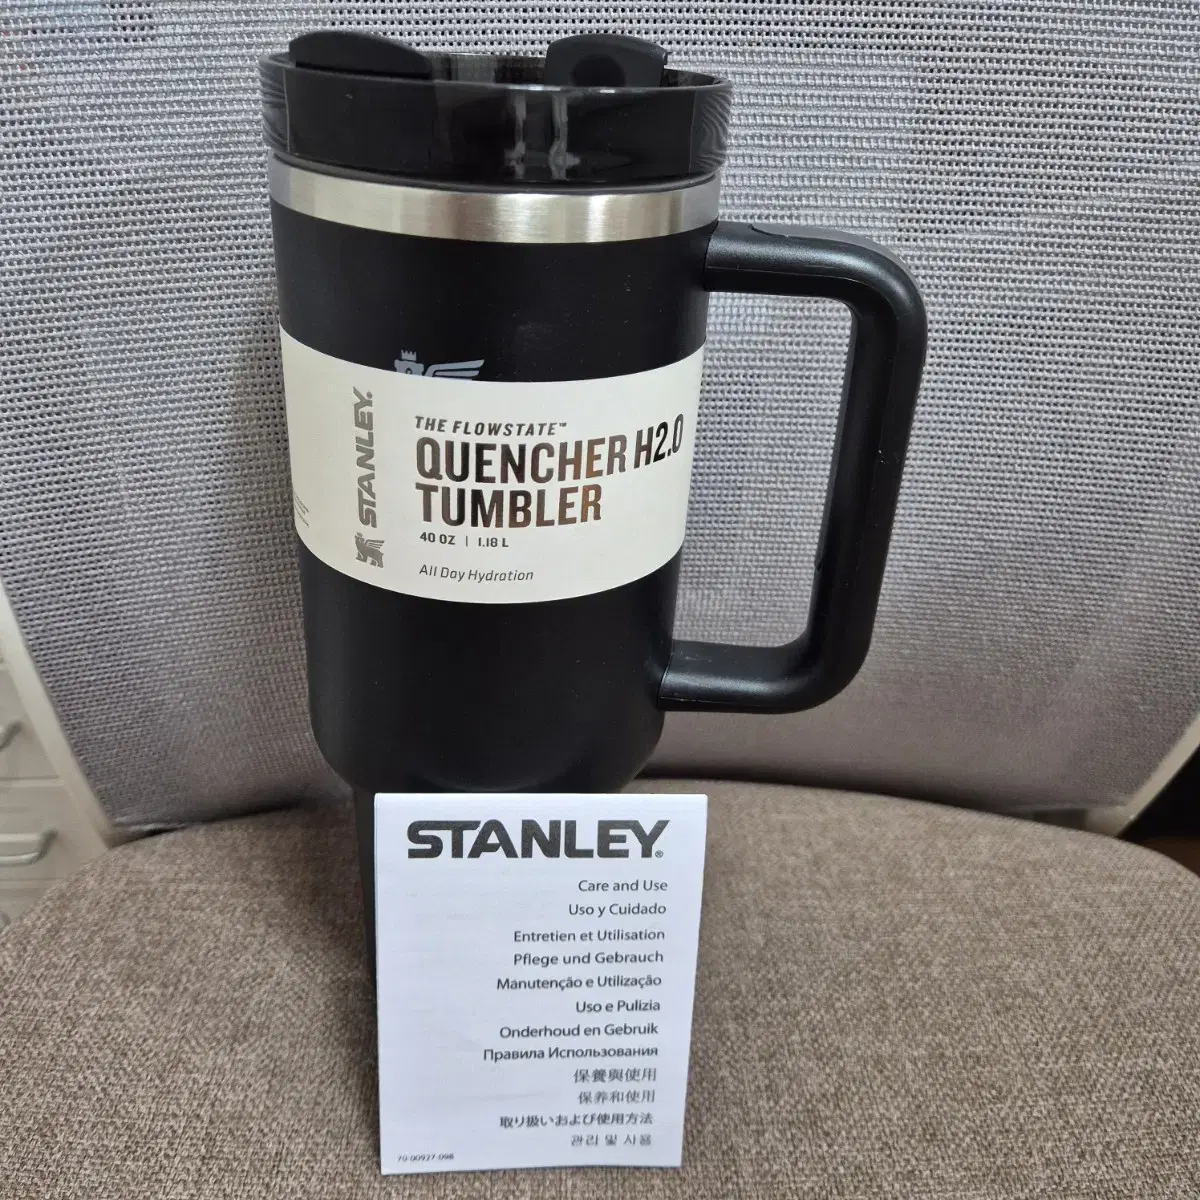 STANLEY.
THE FLOWSTATE™
QUENCHER H2.0
TUMBLER
40 OZ | 1.18 L
All Day Hydration
STANLEY®
Care and Use
Uso y Cuidado
Entretien et Utilisation
Pflege und Gebrauch
Manutenção e Utilização
Uso e Pulizia
Onderhoud en Gebruik
Правила Использования
保養與使用
保养和使用
取り扱いおよび使用方法
관리 및 사용
70-00927-098